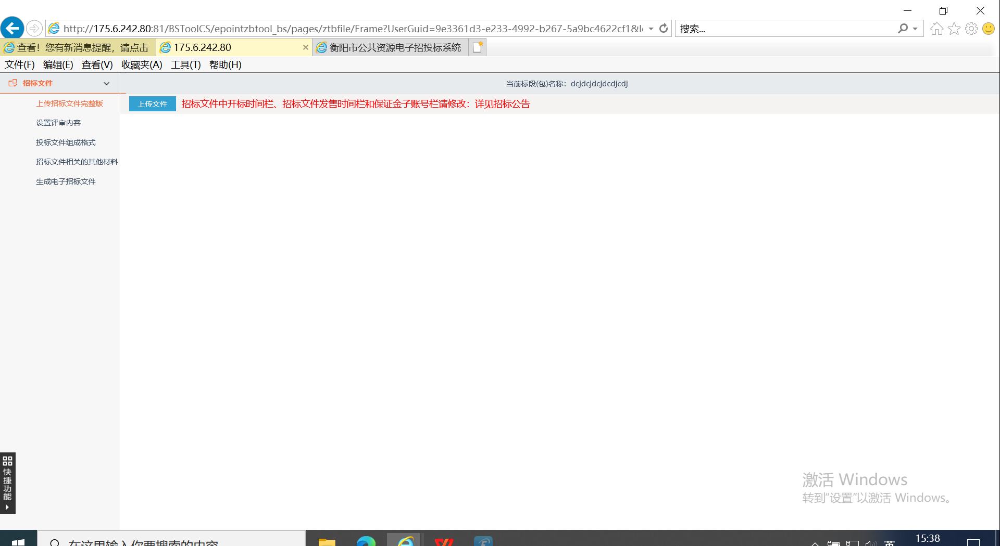 http://175.6.242.80:81/BSToolCS/epointzbtool_bs/pages/ztbfile/Frame?UserGuid=9e3361d3-e233-4992-b267-5a9bc4622cf1&l
搜索...
查看！您有新消息提醒，请点击
175.6.242.80
衡阳市公共资源电子招投标系统
文件(F) 编辑(E) 查看(V) 收藏夹(A) 工具(T) 帮助(H)
招标文件
当前标段(包)名称：dcjdcjdcjdcdjcdj
上传招标文件完整版
上传文件
招标文件中开标时间栏、招标文件发售时间栏和保证金子账号栏请修改：详见招标公告
设置评审内容
投标文件组成格式
招标文件相关的其他材料
生成电子招标文件
快捷功能
激活 Windows
转到“设置”以激活 Windows。
在这里输入你要搜索的内容
英
15:38